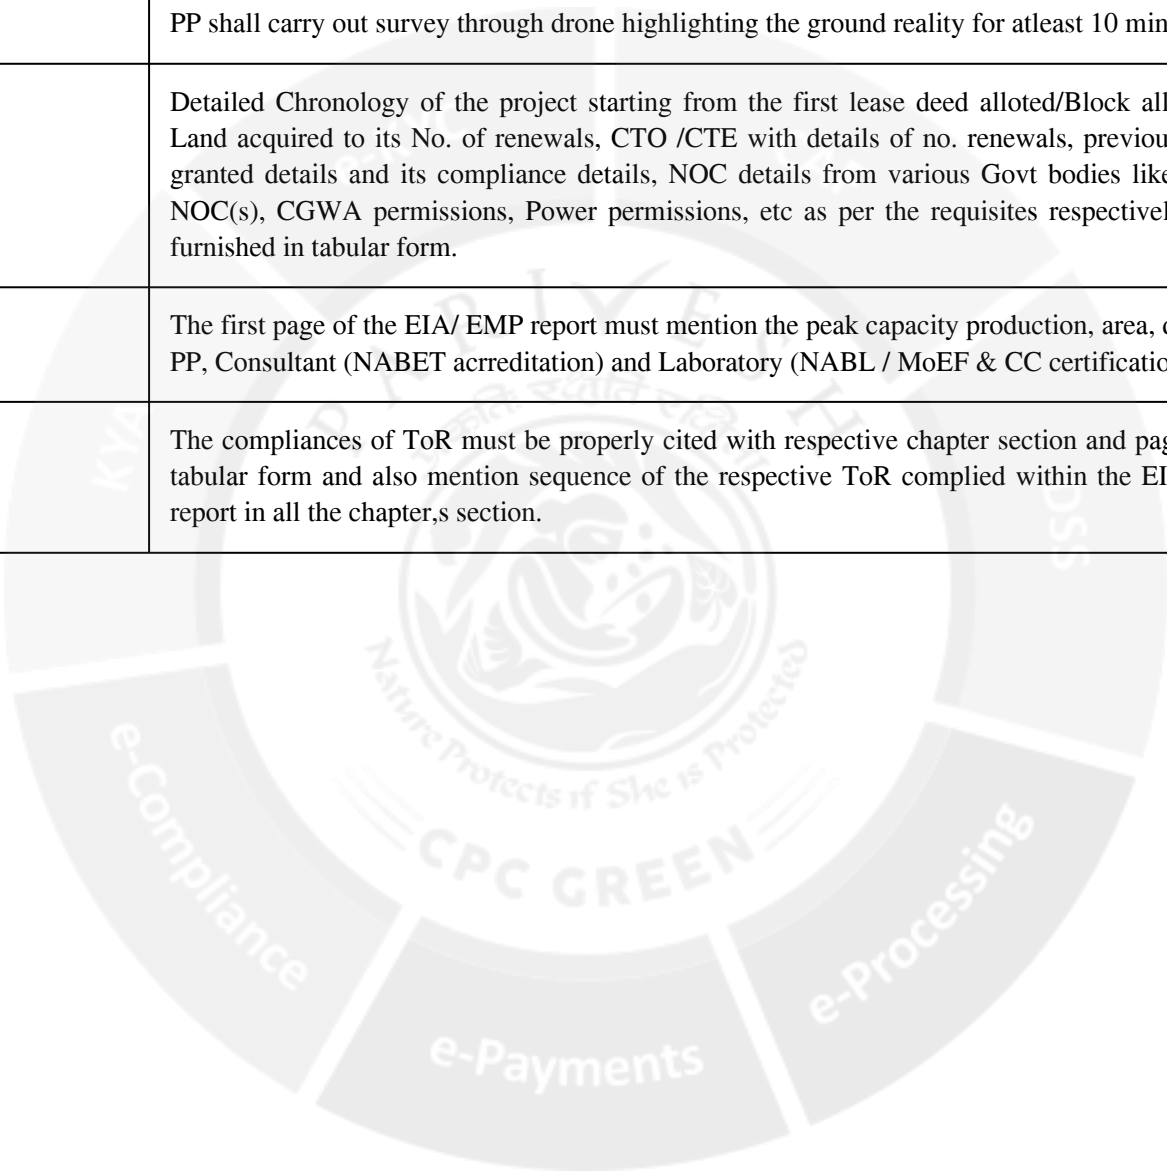 PP shall carry out survey through drone highlighting the ground reality for atleast 10 min
Detailed Chronology of the project starting from the first lease deed alloted/Block all
Land acquired to its No. of renewals, CTO /CTE with details of no. renewals, previou
granted details and its compliance details, NOC details from various Govt bodies like
NOC(s), CGWA permissions, Power permissions, etc as per the requisites respectivel
furnished in tabular form.
The first page of the EIA/ EMP report must mention the peak capacity production, area,
PP, Consultant (NABET acrreditation) and Laboratory (NABL / MoEF & CC certificatio
The compliances of ToR must be properly cited with respective chapter section and pag
tabular form and also mention sequence of the respective ToR complied within the EI
report in all the chapter,s section.
PARIVESH
KYA
DSS
Nature Protects if She is Protected
CPC GREEN
e-Compliance
e-Processing
e-Payments